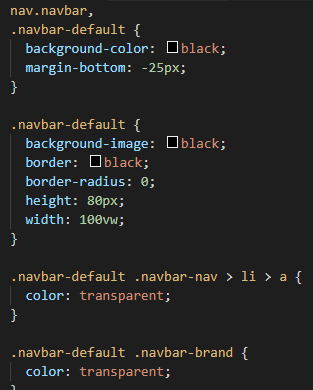 nav.navbar,
.navbar-default {
background-color: black;
margin-bottom: -25px;
}
.navbar-default {
background-image: black;
border: black;
border-radius: 0;
height: 80px;
width: 100vw;
}
.navbar-default .navbar-nav > li > a {
color: transparent;
}
.navbar-default .navbar-brand {
color: transparent;
}